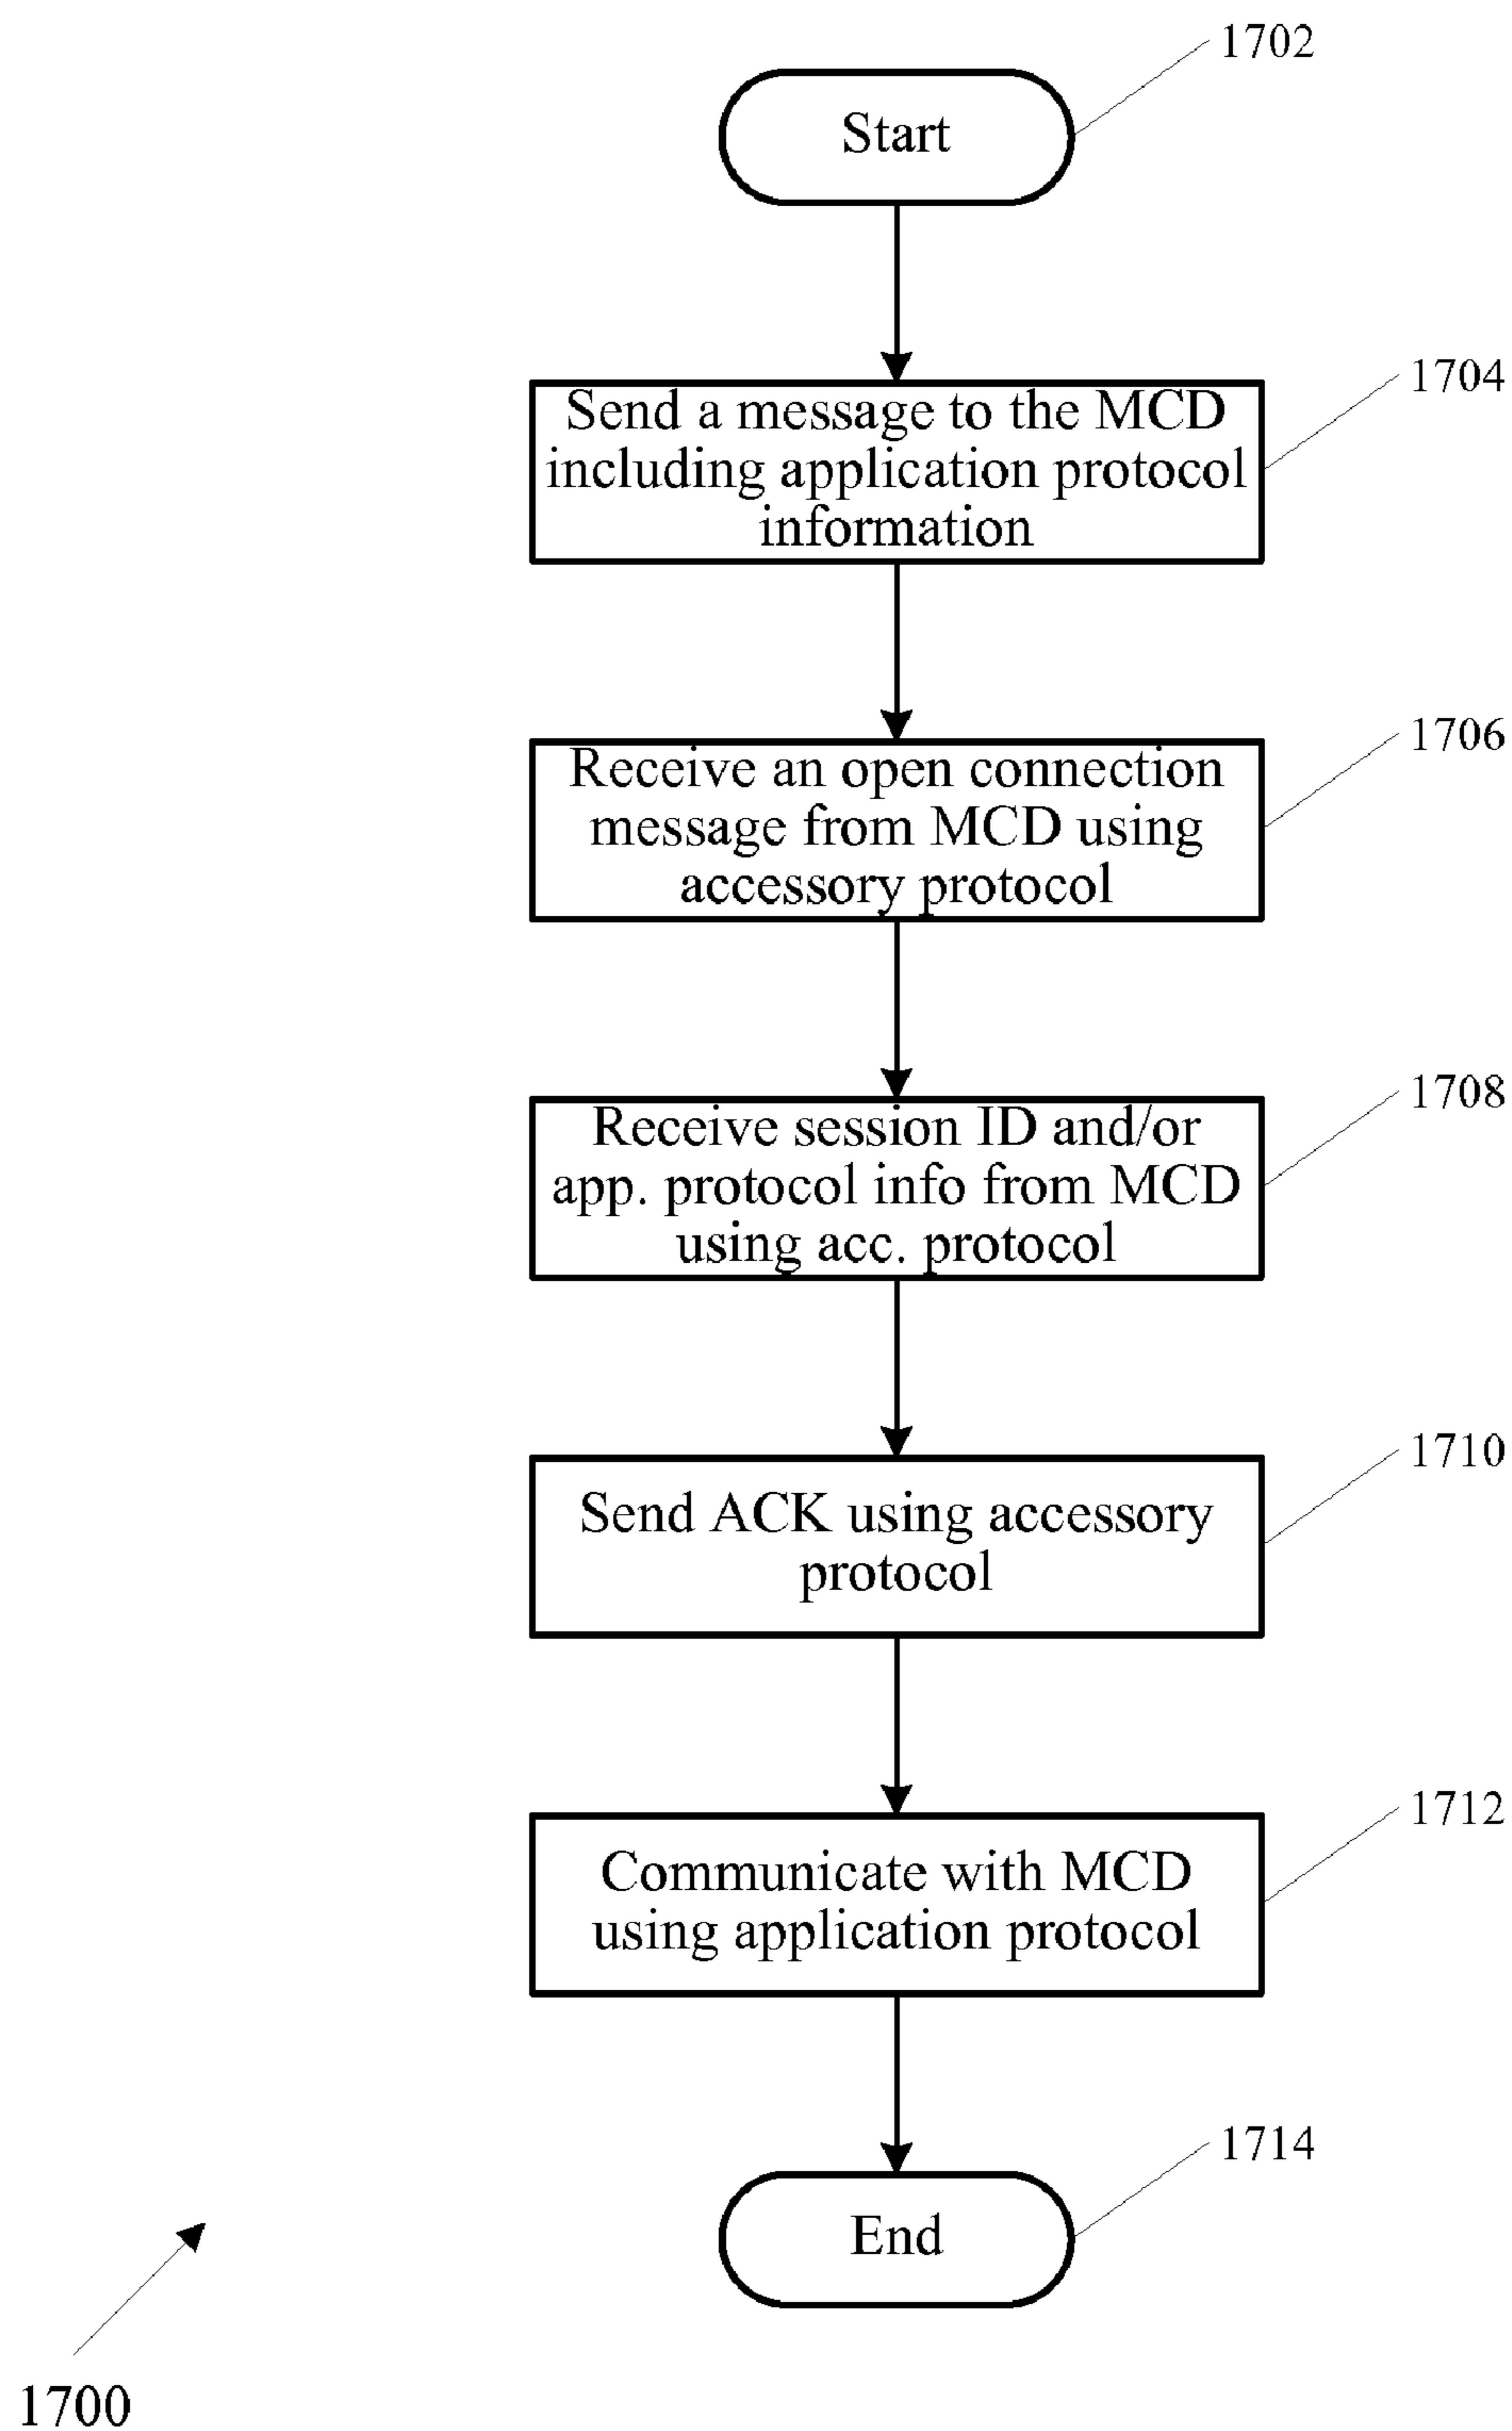 1702
Start
1704
Send a message to the MCD
including application protocol
information
1706
Receive an open connection
message from MCD using
accessory protocol
1708
Receive session ID and/or
app. protocol info from MCD
using acc. protocol
1710
Send ACK using accessory
protocol
1712
Communicate with MCD
using application protocol
1714
End
1700